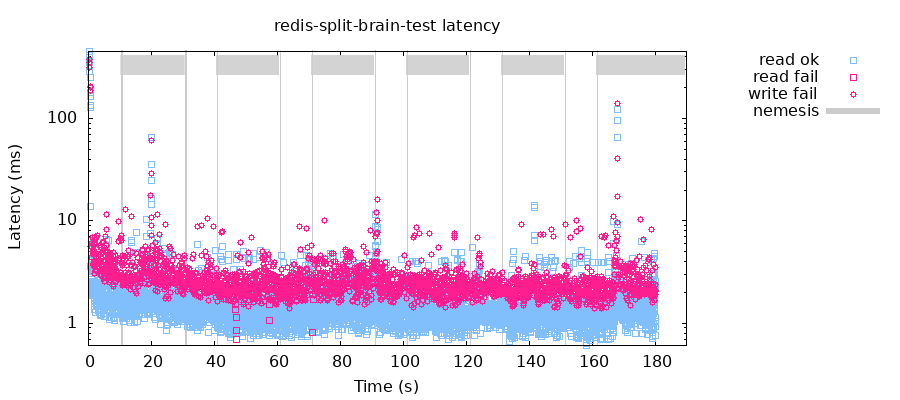 redis-split-brain-test latency
read ok
read fail
write fail
nemesis
Latency (ms)
100
10
1
0 20 40 60 80 100 120 140 160 180
Time (s)